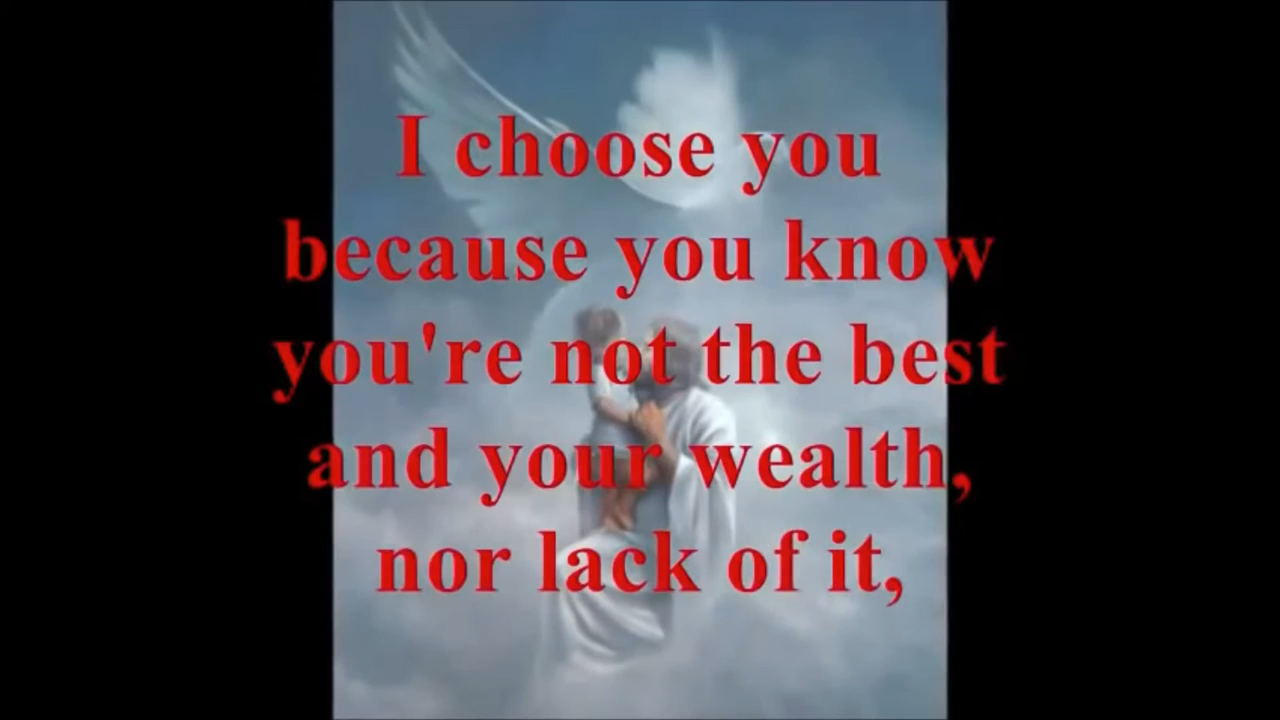 I choose you
because you know
you're not the best
and your wealth,
nor lack of it,